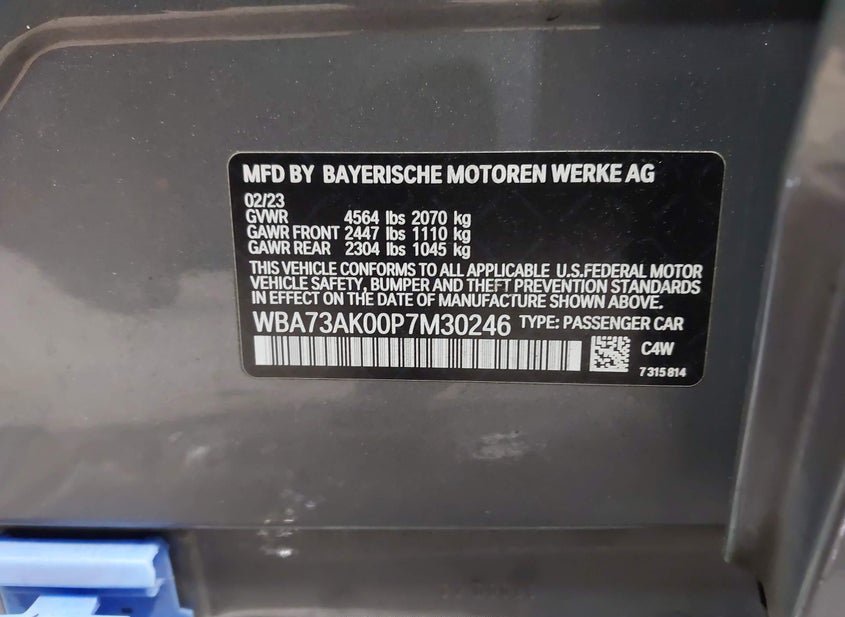 MFD BY BAYERISCHE MOTOREN WERKE AG
02/23
GVWR 4564 lbs 2070 kg
GAWR FRONT 2447 lbs 1110 kg
GAWR REAR 2304 lbs 1045 kg
THIS VEHICLE CONFORMS TO ALL APPLICABLE U.S.FEDERAL MOTOR
VEHICLE SAFETY, BUMPER AND THEFT PREVENTION STANDARDS
IN EFFECT ON THE DATE OF MANUFACTURE SHOWN ABOVE.
WBA73AK00P7M30246 TYPE: PASSENGER CAR
C4W
7 315 814